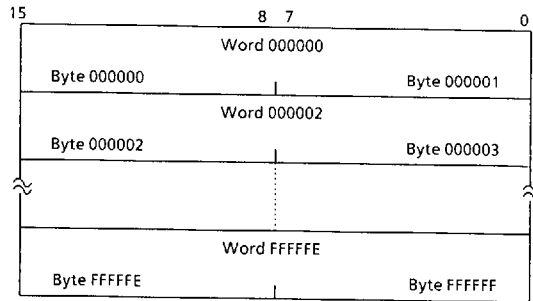 15 8 7 0
Word 000000
Byte 000000 Byte 000001
Word 000002
Byte 000002 Byte 000003
Word FFFFFE
Byte FFFFFE Byte FFFFFF